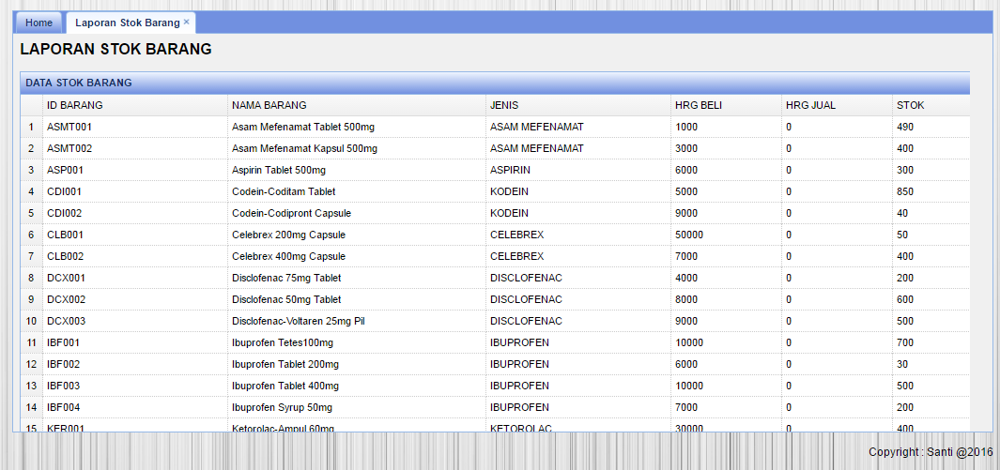 Home Laporan Stok Barang ×
LAPORAN STOK BARANG
DATA STOK BARANG
ID BARANG NAMA BARANG JENIS HRG BELI HRG JUAL STOK
1 ASMT001 Asam Mefenamat Tablet 500mg ASAM MEFENAMAT 1000 0 490
2 ASMT002 Asam Mefenamat Kapsul 500mg ASAM MEFENAMAT 3000 0 400
3 ASP001 Aspirin Tablet 500mg ASPIRIN 6000 0 300
4 CDI001 Codein-Coditam Tablet KODEIN 5000 0 850
5 CDI002 Codein-Codipront Capsule KODEIN 9000 0 40
6 CLB001 Celebrex 200mg Capsule CELEBREX 50000 0 50
7 CLB002 Celebrex 400mg Capsule CELEBREX 7000 0 400
8 DCX001 Disclofenac 75mg Tablet DISCLOFENAC 4000 0 200
9 DCX002 Disclofenac 50mg Tablet DISCLOFENAC 8000 0 600
10 DCX003 Disclofenac-Voltaren 25mg Pil DISCLOFENAC 9000 0 500
11 IBF001 Ibuprofen Tetes100mg IBUPROFEN 10000 0 700
12 IBF002 Ibuprofen Tablet 200mg IBUPROFEN 6000 0 30
13 IBF003 Ibuprofen Tablet 400mg IBUPROFEN 10000 0 500
14 IBF004 Ibuprofen Syrup 50mg IBUPROFEN 7000 0 200
15 KER001 Ketorolac-Ampul 60mg KETOROLAC 30000 0 400
Copyright : Santi @2016